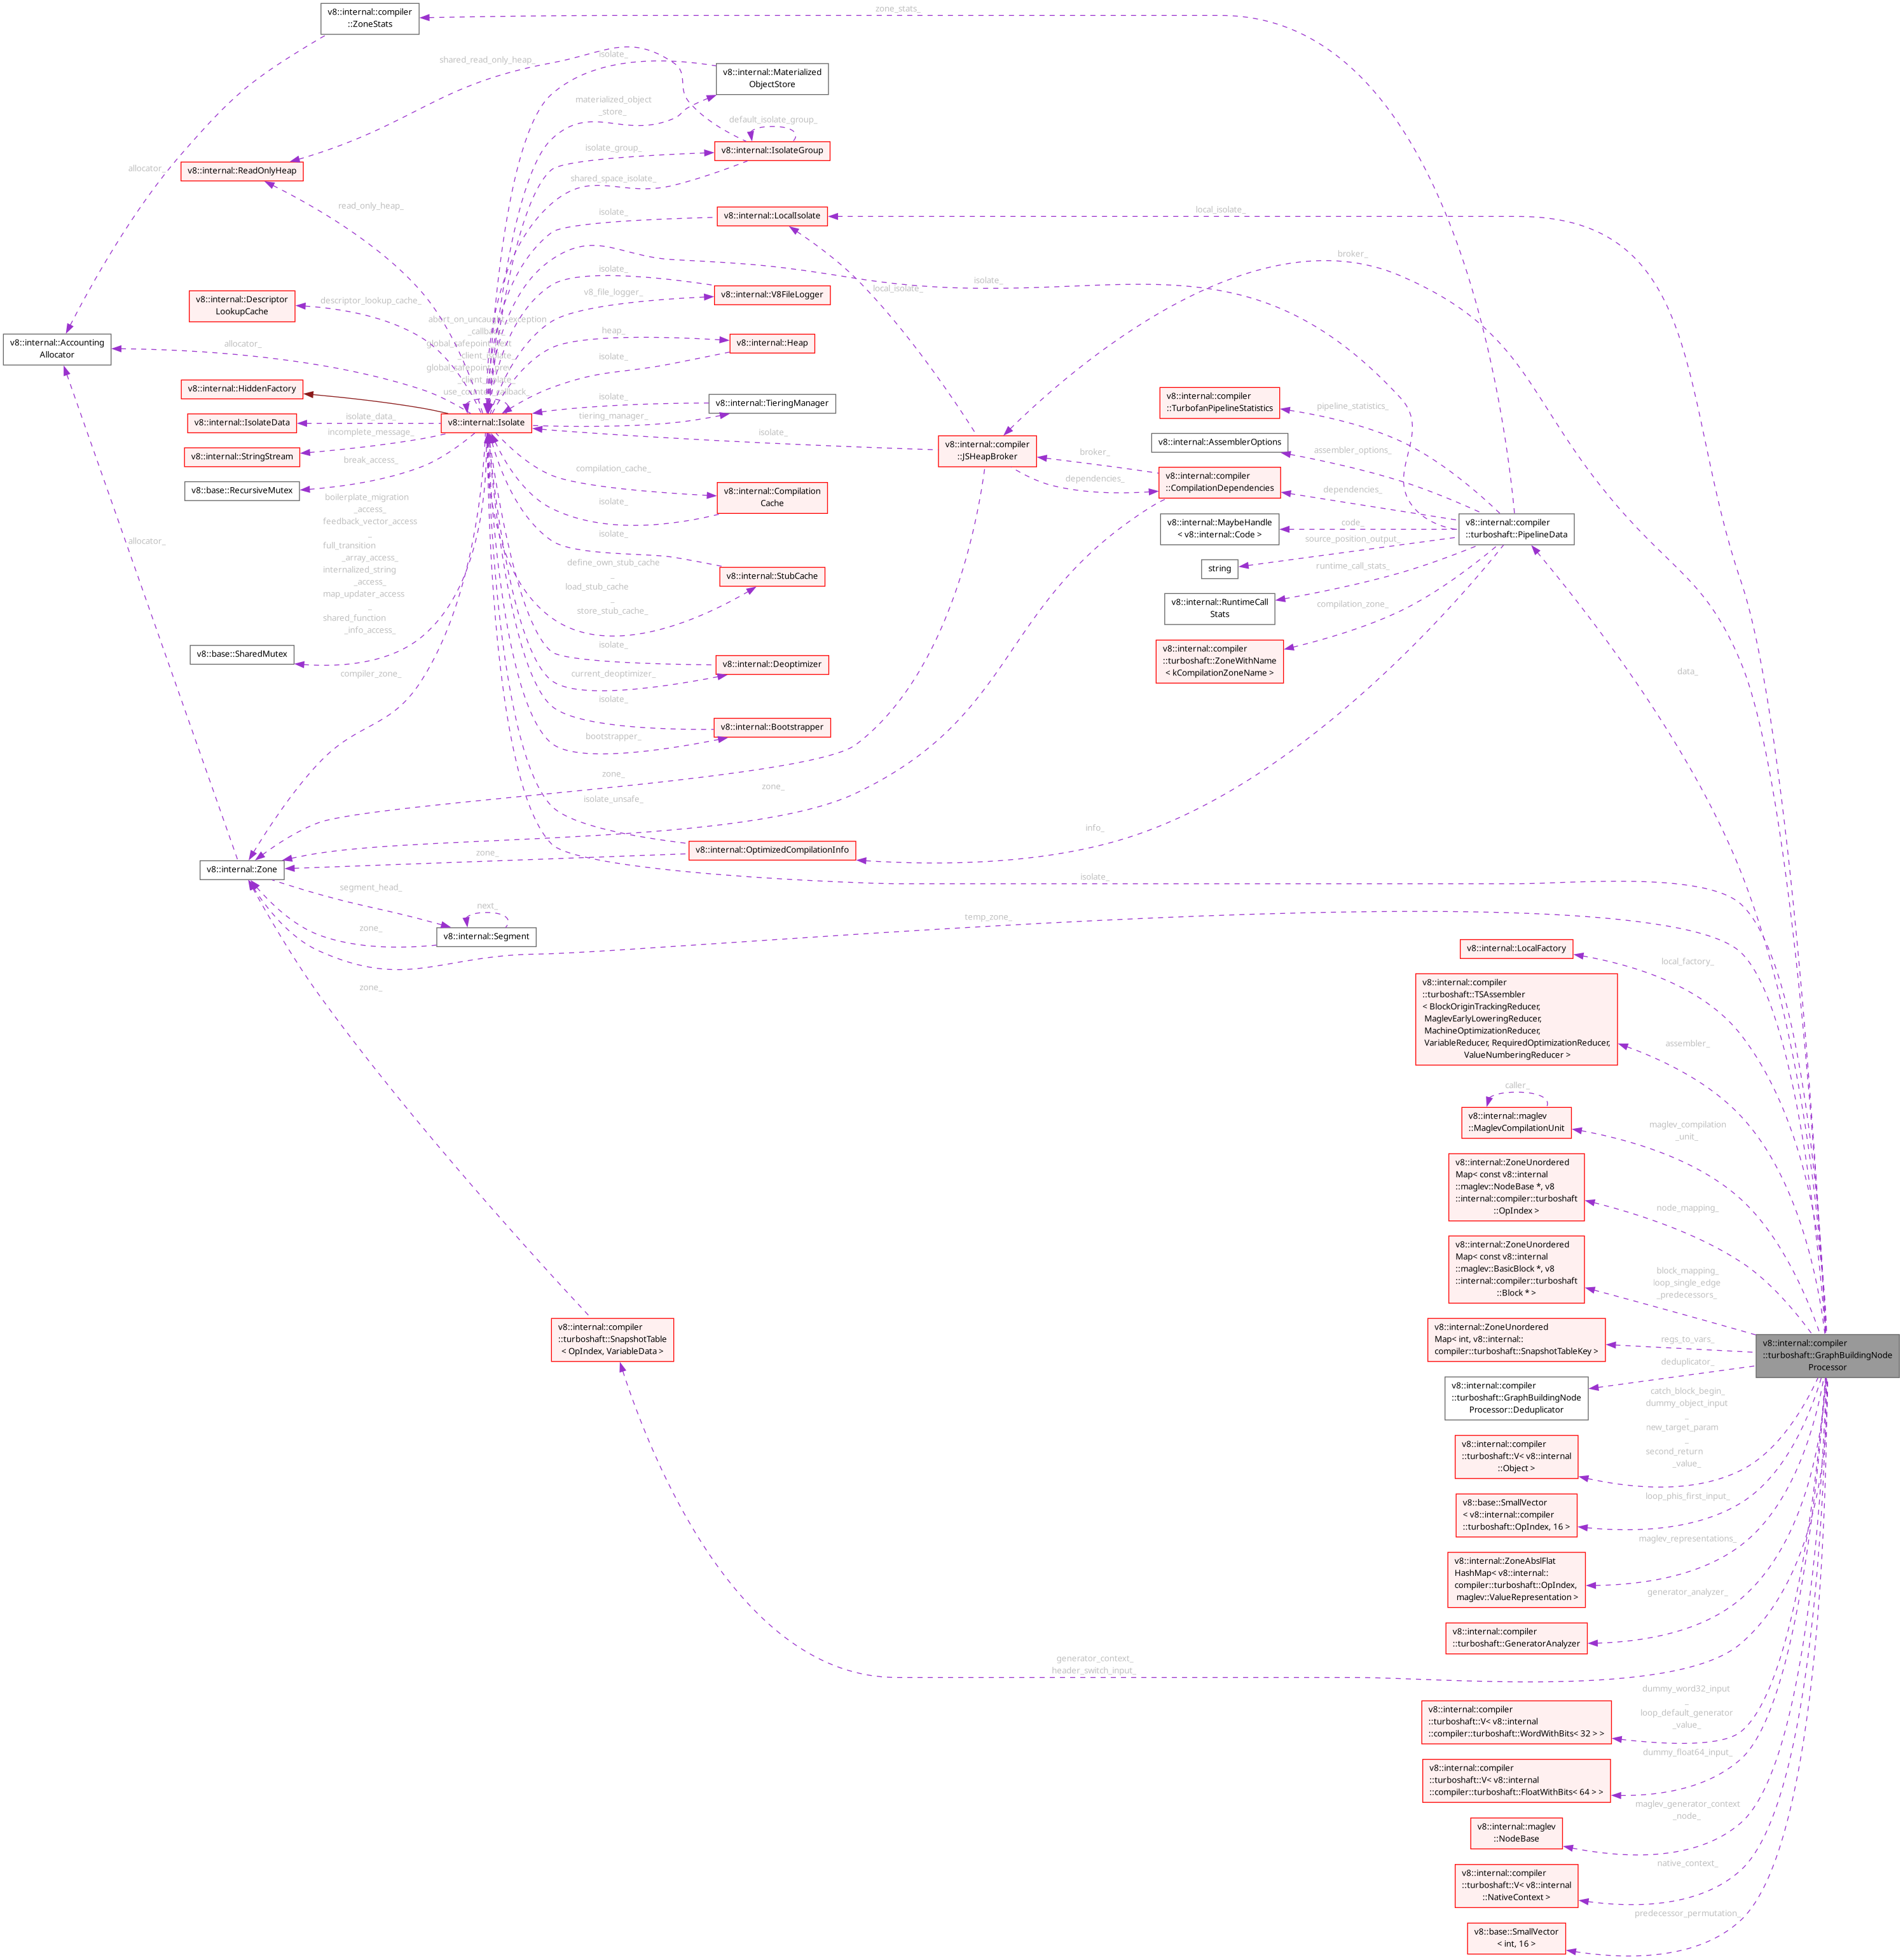 v8::internal::compiler
::ZoneStats
zone_stats_
shared_read_only_heap_
isolate_
v8::internal::Materialized
ObjectStore
materialized_object
_store_
default_isolate_group_
isolate_group_
v8::internal::IsolateGroup
allocator_
v8::internal::ReadOnlyHeap
shared_space_isolate_
read_only_heap_
isolate_
v8::internal::LocalIsolate
local_isolate_
broker_
isolate_
isolate_
local_isolate_
v8_file_logger_
v8::internal::V8FileLogger
v8::internal::Descriptor
LookupCache
descriptor_lookup_cache_
abort_on_uncaught_exception
_callback_
global_safepoint_next
_client_isolate_
global_safepoint_prev
_client_isolate_
use_counter_callback_
heap_
v8::internal::Heap
isolate_
v8::internal::Accounting
Allocator
allocator_
v8::internal::HiddenFactory
v8::internal::IsolateData
isolate_data_
v8::internal::StringStream
incomplete_message_
v8::base::RecursiveMutex
break_access_
v8::internal::Isolate
isolate_
v8::internal::TieringManager
tiering_manager_
isolate_
v8::internal::compiler
::JSHeapBroker
broker_
dependencies_
v8::internal::compiler
::TurbofanPipelineStatistics
pipeline_statistics_
v8::internal::AssemblerOptions
assembler_options_
v8::internal::compiler
::CompilationDependencies
dependencies_
v8::internal::MaybeHandle
< v8::internal::Code >
code_
source_position_output_
string
runtime_call_stats_
v8::internal::RuntimeCall
Stats
compilation_zone_
v8::internal::compiler
::turboshaft::ZoneWithName
< kCompilationZoneName >
v8::internal::compiler
::turboshaft::PipelineData
data_
compilation_cache_
v8::internal::Compilation
Cache
isolate_
isolate_
define_own_stub_cache
_
load_stub_cache
_
store_stub_cache_
v8::internal::StubCache
isolate_
v8::internal::Deoptimizer
current_deoptimizer_
isolate_
v8::internal::Bootstrapper
bootstrapper_
allocator_
boilerplate_migration
_access_
feedback_vector_access
_
full_transition
_array_access_
internalized_string
_access_
map_updater_access
_
shared_function
_info_access_
v8::base::SharedMutex
compiler_zone_
zone_
zone_
isolate_unsafe_
info_
v8::internal::OptimizedCompilationInfo
zone_
isolate_
v8::internal::Zone
segment_head_
next_
zone_
v8::internal::Segment
temp_zone_
zone_
v8::internal::LocalFactory
local_factory_
v8::internal::compiler
::turboshaft::TSAssembler
< BlockOriginTrackingReducer,
MaglevEarlyLoweringReducer,
MachineOptimizationReducer,
VariableReducer, RequiredOptimizationReducer,
ValueNumberingReducer >
assembler_
caller_
v8::internal::maglev
::MaglevCompilationUnit
maglev_compilation
_unit_
v8::internal::ZoneUnordered
Map< const v8::internal
::maglev::NodeBase *, v8
::internal::compiler::turboshaft
::OpIndex >
node_mapping_
v8::internal::ZoneUnordered
Map< const v8::internal
::maglev::BasicBlock *, v8
::internal::compiler::turboshaft
::Block * >
block_mapping_
loop_single_edge
_predecessors_
v8::internal::ZoneUnordered
Map< int, v8::internal::
compiler::turboshaft::SnapshotTableKey >
regs_to_vars_
v8::internal::compiler
::turboshaft::GraphBuildingNode
Processor
v8::internal::compiler
::turboshaft::SnapshotTable
< OpIndex, VariableData >
deduplicator_
v8::internal::compiler
::turboshaft::GraphBuildingNode
Processor::Deduplicator
catch_block_begin_
dummy_object_input
_
new_target_param
_
second_return
_value_
v8::internal::compiler
::turboshaft::V< v8::internal
::Object >
v8::base::SmallVector
< v8::internal::compiler
::turboshaft::OpIndex, 16 >
loop_phis_first_input_
v8::internal::ZoneAbslFlat
HashMap< v8::internal::
compiler::turboshaft::OpIndex,
maglev::ValueRepresentation >
maglev_representations_
v8::internal::compiler
::turboshaft::GeneratorAnalyzer
generator_analyzer_
generator_context_
header_switch_input_
v8::internal::compiler
::turboshaft::V< v8::internal
::compiler::turboshaft::WordWithBits< 32 > >
dummy_word32_input
_
loop_default_generator
_value_
v8::internal::compiler
::turboshaft::V< v8::internal
::compiler::turboshaft::FloatWithBits< 64 > >
dummy_float64_input_
v8::internal::maglev
::NodeBase
maglev_generator_context
_node_
v8::internal::compiler
::turboshaft::V< v8::internal
::NativeContext >
native_context_
v8::base::SmallVector
< int, 16 >
predecessor_permutation_